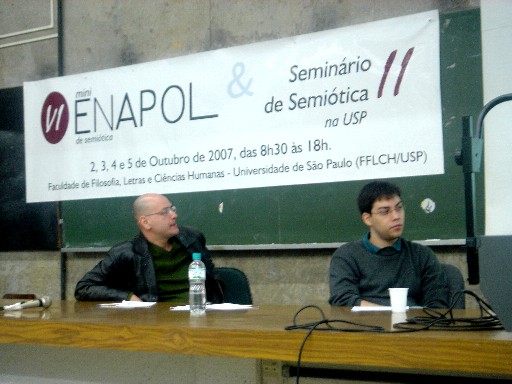 VI
mini
ENAPOL
de semiótica
&
Seminário
de Semiótica
na USP
II
2, 3, 4 e 5 de Outubro de 2007, das 8h30 às 18h.
Faculdade de Filosofia, Letras e Ciências Humanas - Universidade de São Paulo (FFLCH/USP)